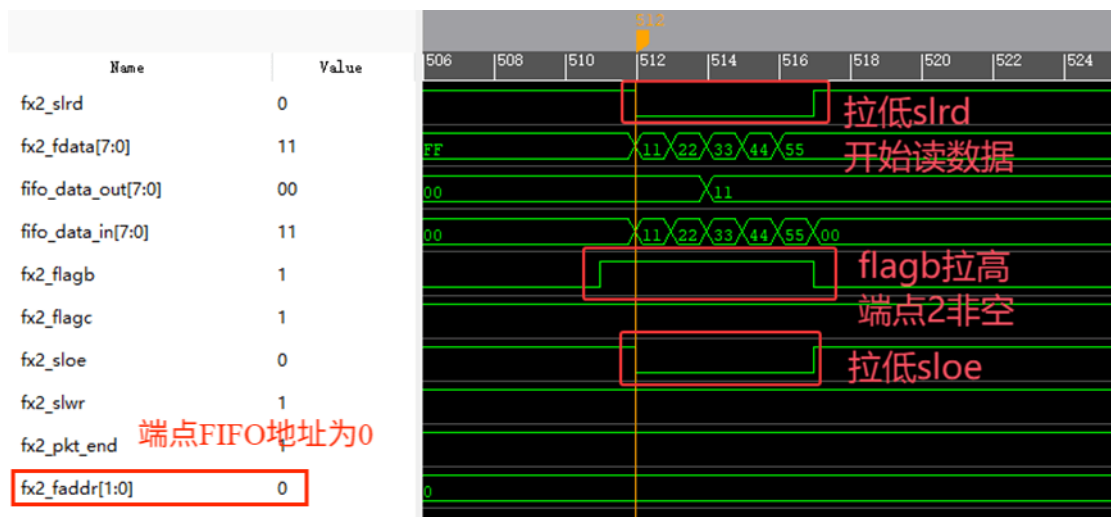 512
Name Value 506 508 510 512 514 516 518 520 522 524
fx2_slrd 0 拉低slrd
fx2_fdata[7:0] 11 FF 11 22 33 44 55 开始读数据
fifo_data_out[7:0] 00 00 11
fifo_data_in[7:0] 11 00 11 22 33 44 55 00
fx2_flagb 1 flagb拉高
fx2_flagc 1 端点2非空
fx2_sloe 0 拉低sloe
fx2_slwr 1
端点FIFO地址为0
fx2_pkt_end 1
fx2_faddr[1:0] 0 0